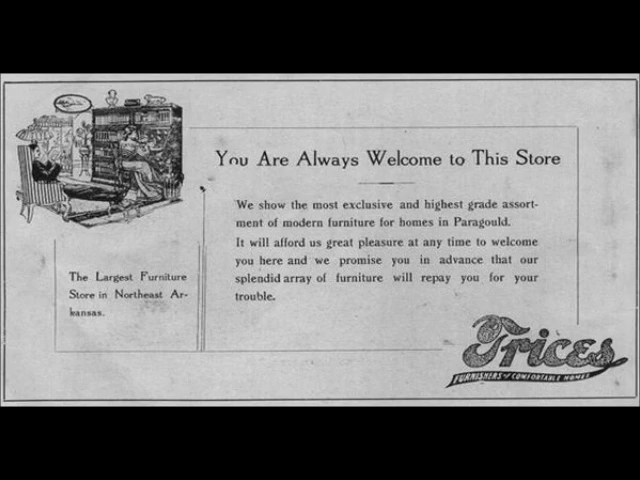 You Are Always Welcome to This Store
We show the most exclusive and highest grade assort-
ment of modern furniture for homes in Paragould.
It will afford us great pleasure at any time to welcome
you here and we promise you in advance that our
splendid array of furniture will repay you for your
trouble.
The Largest Furniture
Store in Northeast Ar-
kansas.
Trices
FURNISHERS OF COMFORTABLE HOMES